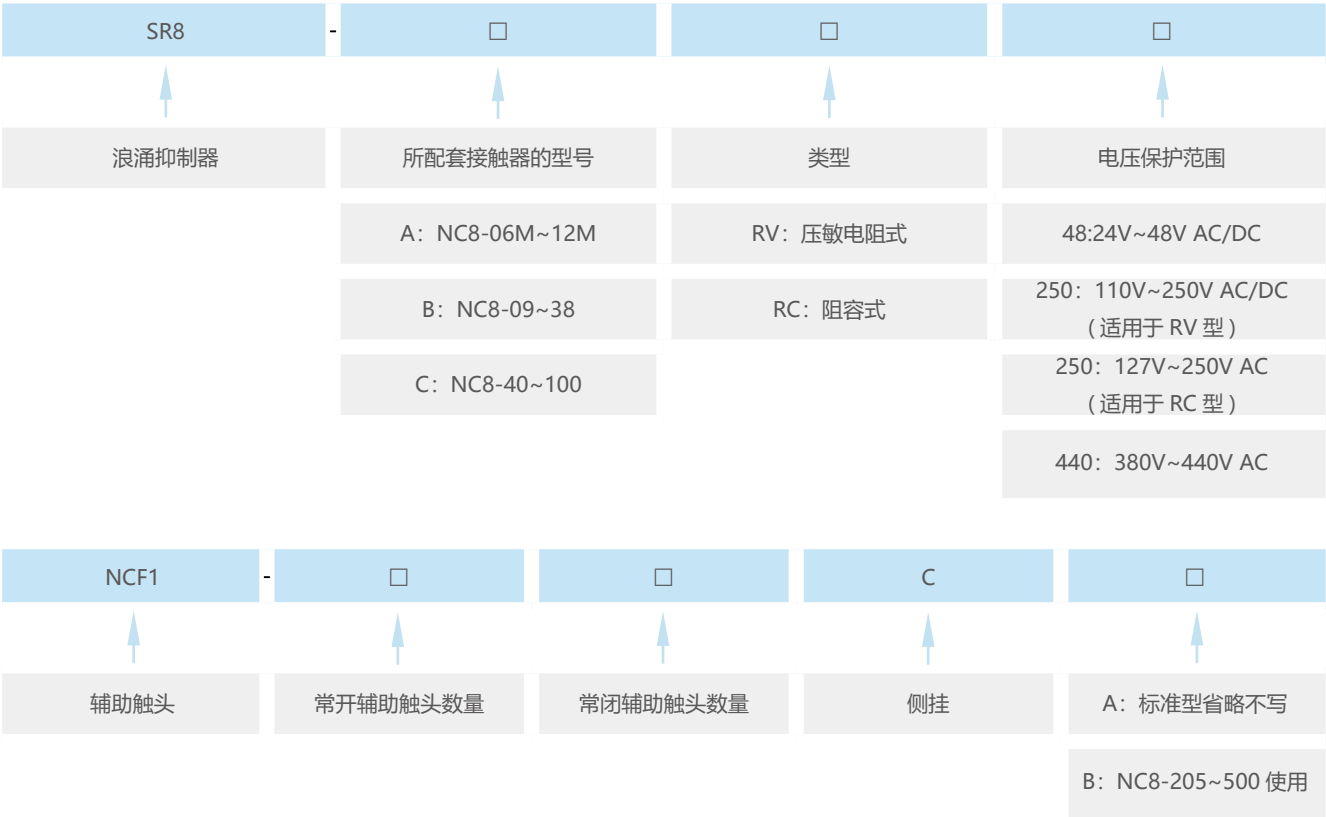 SR8 - □ □ □
浪涌抑制器 所配套接触器的型号 类型 电压保护范围
A：NC8-06M~12M RV：压敏电阻式 48:24V~48V AC/DC
B：NC8-09~38 RC：阻容式 250：110V~250V AC/DC
( 适用于 RV 型 )
C：NC8-40~100 250：127V~250V AC
( 适用于 RC 型 )
440：380V~440V AC
NCF1 - □ □ C □
辅助触头 常开辅助触头数量 常闭辅助触头数量 侧挂 A：标准型省略不写
B：NC8-205~500 使用